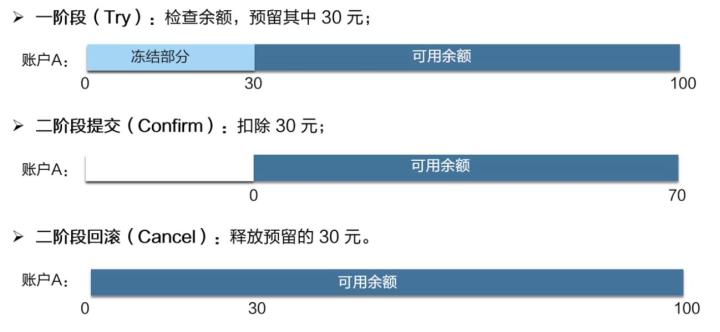 ➤ 一阶段（Try）：检查余额，预留其中 30 元；
账户A： 冻结部分 可用余额
0 30 100
➤ 二阶段提交（Confirm）：扣除 30 元；
账户A： 可用余额
0 70
➤ 二阶段回滚（Cancel）：释放预留的 30 元。
账户A： 可用余额
0 30 100